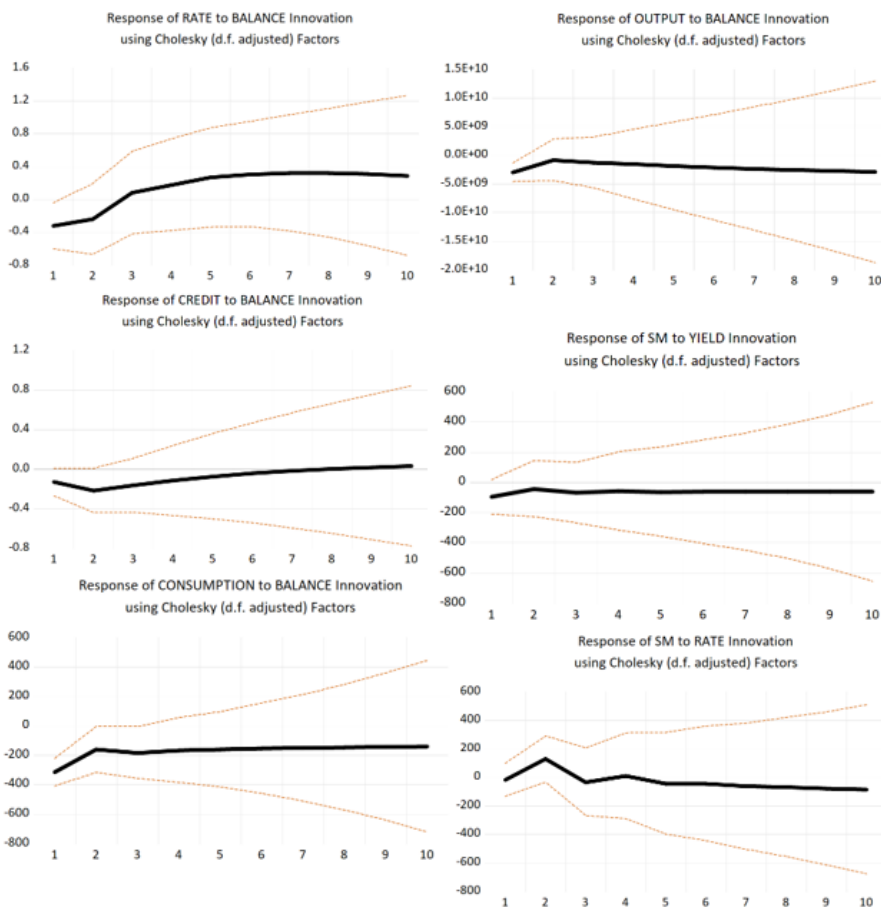 Response of RATE to BALANCE Innovation
using Cholesky (d.f. adjusted) Factors
1.6
1.2
0.8
0.4
0.0
-0.4
-0.8
1 2 3 4 5 6 7 8 9 10
Response of CREDIT to BALANCE Innovation
using Cholesky (d.f. adjusted) Factors
1.2
0.8
0.4
0.0
-0.4
-0.8
1 2 3 4 5 6 7 8 9 10
Response of CONSUMPTION to BALANCE Innovation
using Cholesky (d.f. adjusted) Factors
600
400
200
0
-200
-400
-600
-800
1 2 3 4 5 6 7 8 9 10
Response of OUTPUT to BALANCE Innovation
using Cholesky (d.f. adjusted) Factors
1.5E+10
1.0E+10
5.0E+09
0.0E+00
-5.0E+09
-1.0E+10
-1.5E+10
-2.0E+10
1 2 3 4 5 6 7 8 9 10
Response of SM to YIELD Innovation
using Cholesky (d.f. adjusted) Factors
600
400
200
0
-200
-400
-600
-800
1 2 3 4 5 6 7 8 9 10
Response of SM to RATE Innovation
using Cholesky (d.f. adjusted) Factors
600
400
200
0
-200
-400
-600
-800
1 2 3 4 5 6 7 8 9 10